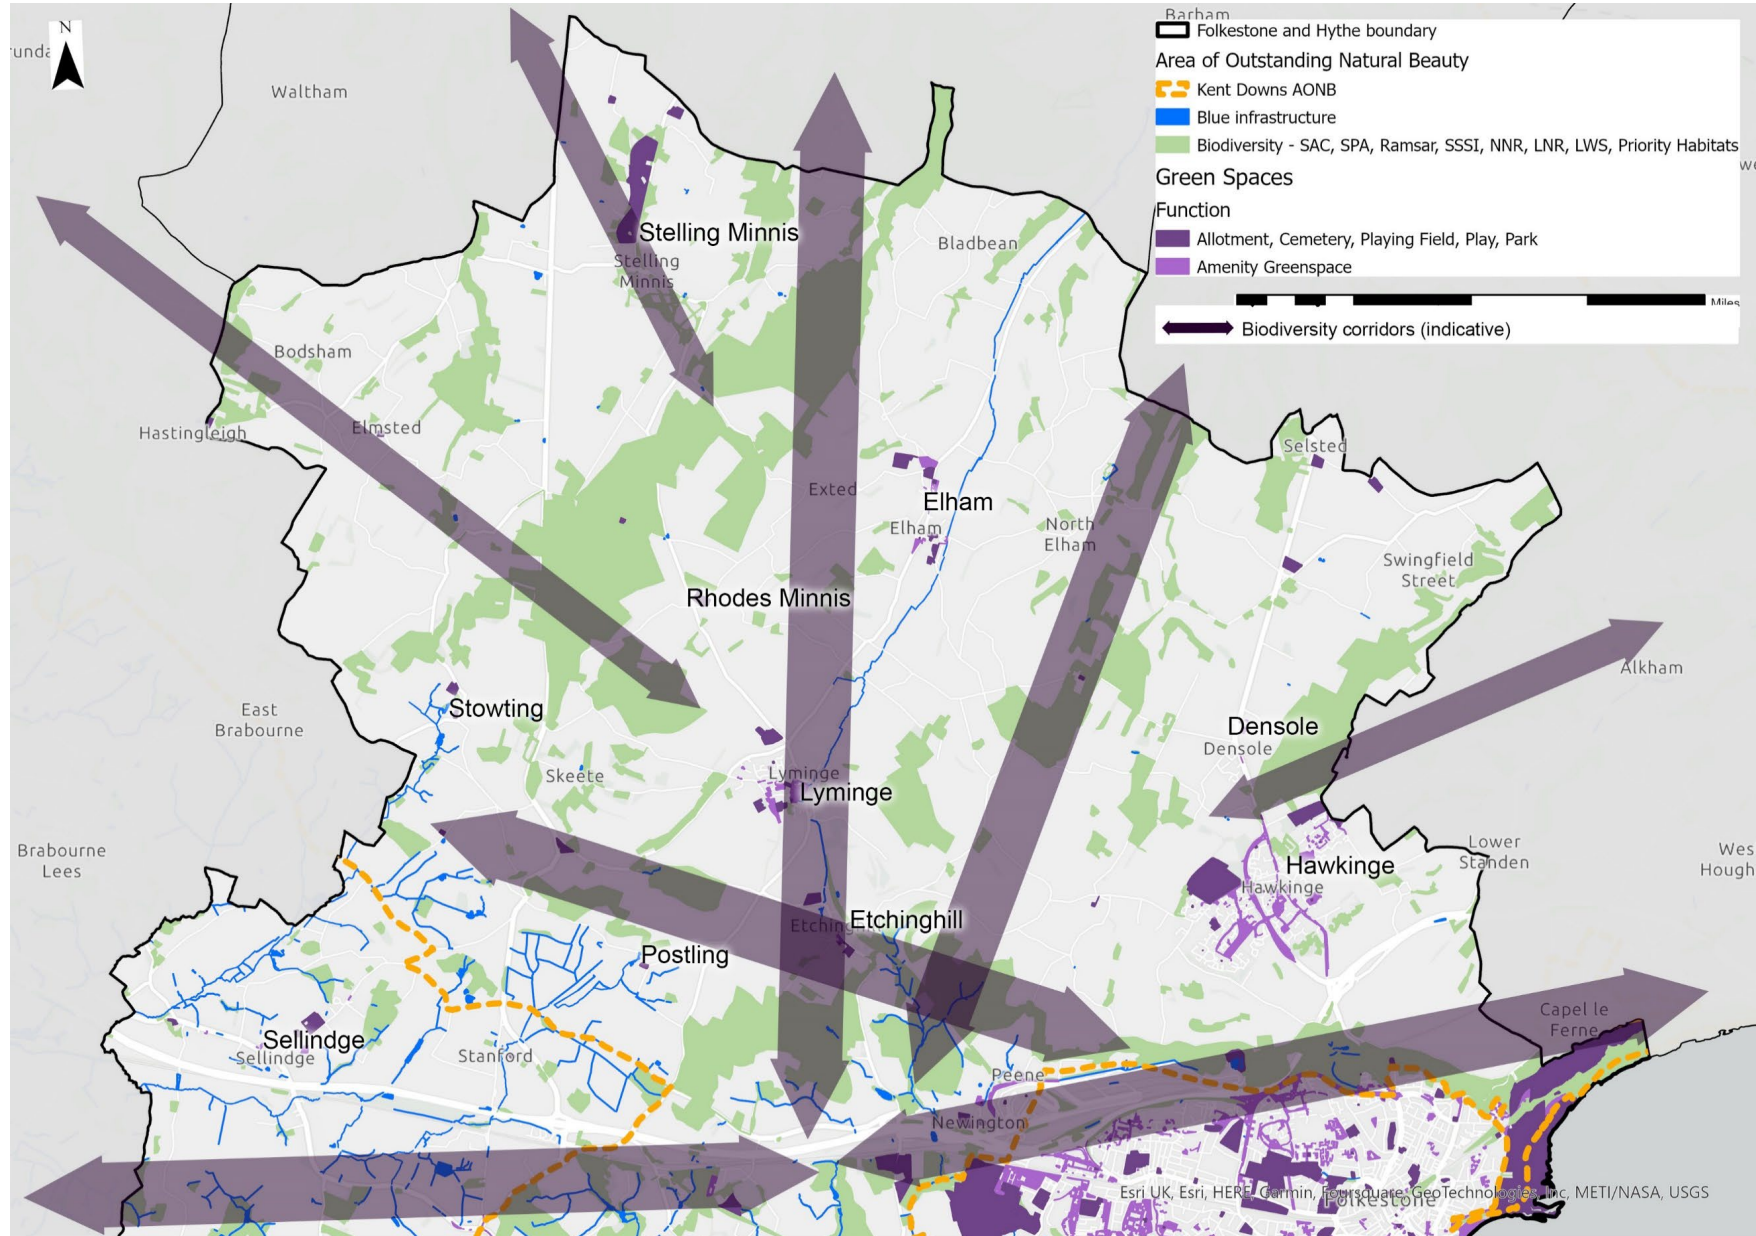 N
Barham
Folkestone and Hythe boundary
Area of Outstanding Natural Beauty
Kent Downs AONB
Blue infrastructure
Biodiversity - SAC, SPA, Ramsar, SSSI, NNR, LNR, LWS, Priority Habitats
Green Spaces
Function
Allotment, Cemetery, Playing Field, Play, Park
Amenity Greenspace
Miles
Biodiversity corridors (indicative)
Waltham
Stelling Minnis
Stelling
Minnis
Bladbean
Bodsham
Hastingleigh
Elmsted
Selsted
Exted
Elham
Elham
North
Elham
Swingfield
Street
Rhodes Minnis
Alkham
Stowting
East
Brabourne
Densole
Densole
Skeete
Lyminge
Lyminge
Brabourne
Lees
Lower
Standen
Wes
Hough
Hawkinge
Hawkinge
Etchinghill
Etching
Postling
Capel le
Ferne
Sellindge
Sellindge
Stanford
Peene
Newington
Folkestone
Esri UK, Esri, HERE, Garmin, Foursquare, GeoTechnologies, Inc, METI/NASA, USGS